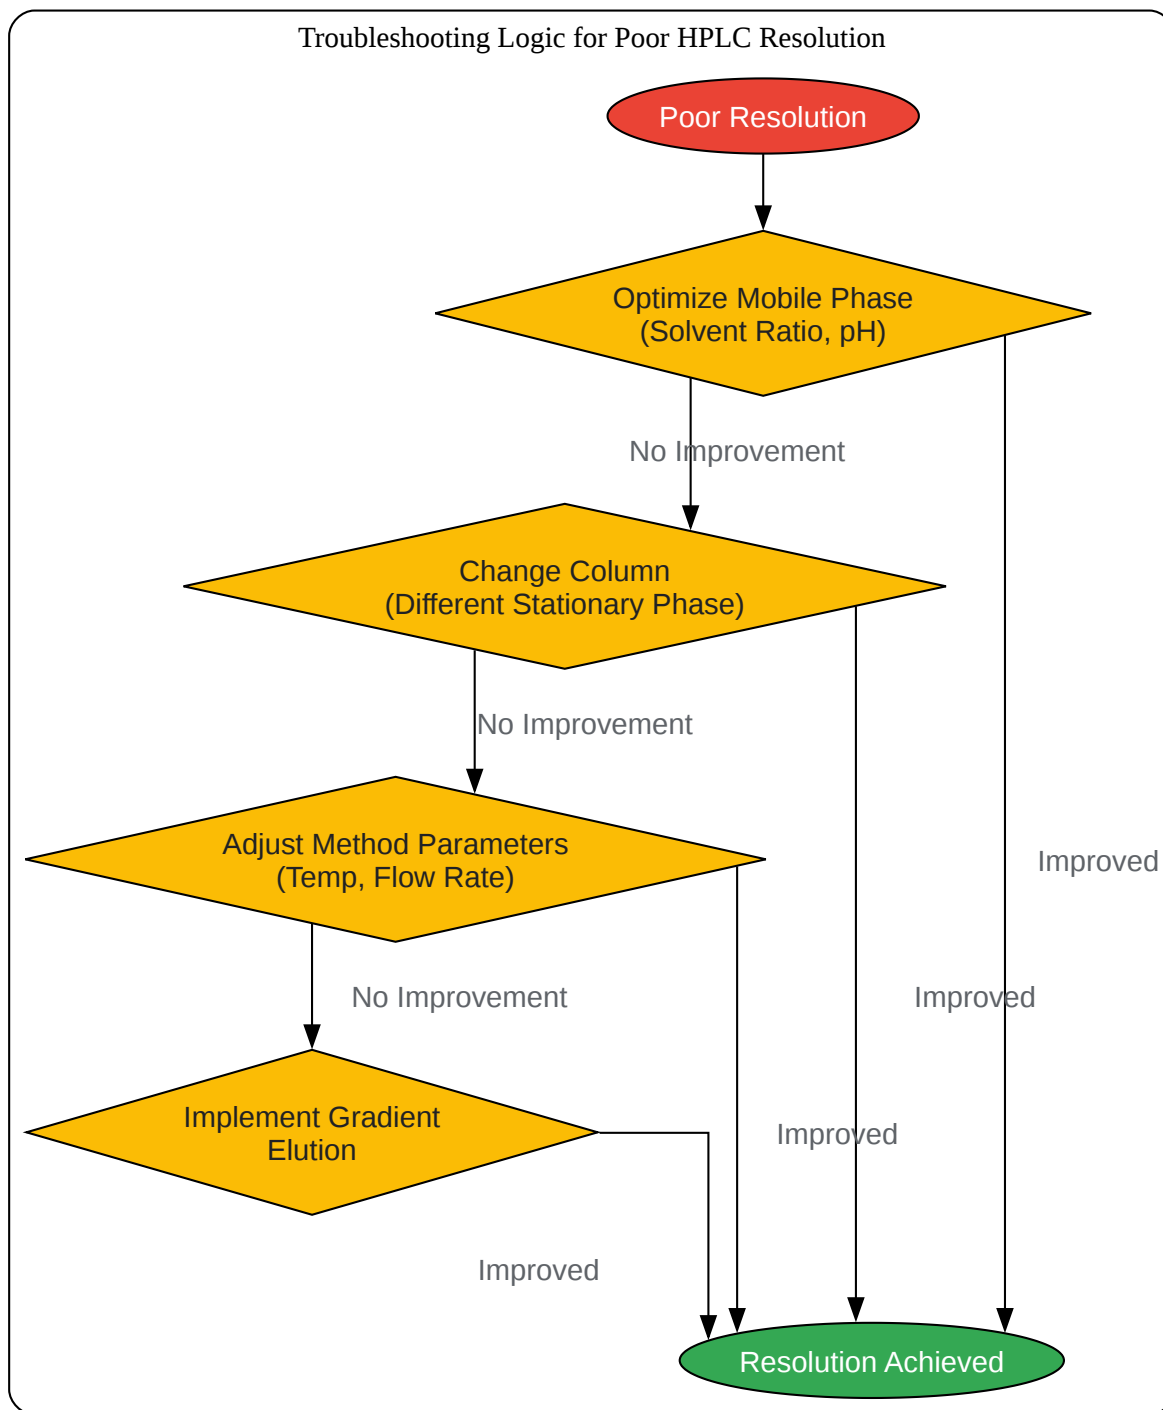 Troubleshooting Logic for Poor HPLC Resolution
Poor Resolution
Optimize Mobile Phase
(Solvent Ratio, pH)
No Improvement
Change Column
(Different Stationary Phase)
No Improvement
Adjust Method Parameters
(Temp, Flow Rate)
Improved
No Improvement
Improved
Implement Gradient
Elution
Improved
Improved
Resolution Achieved